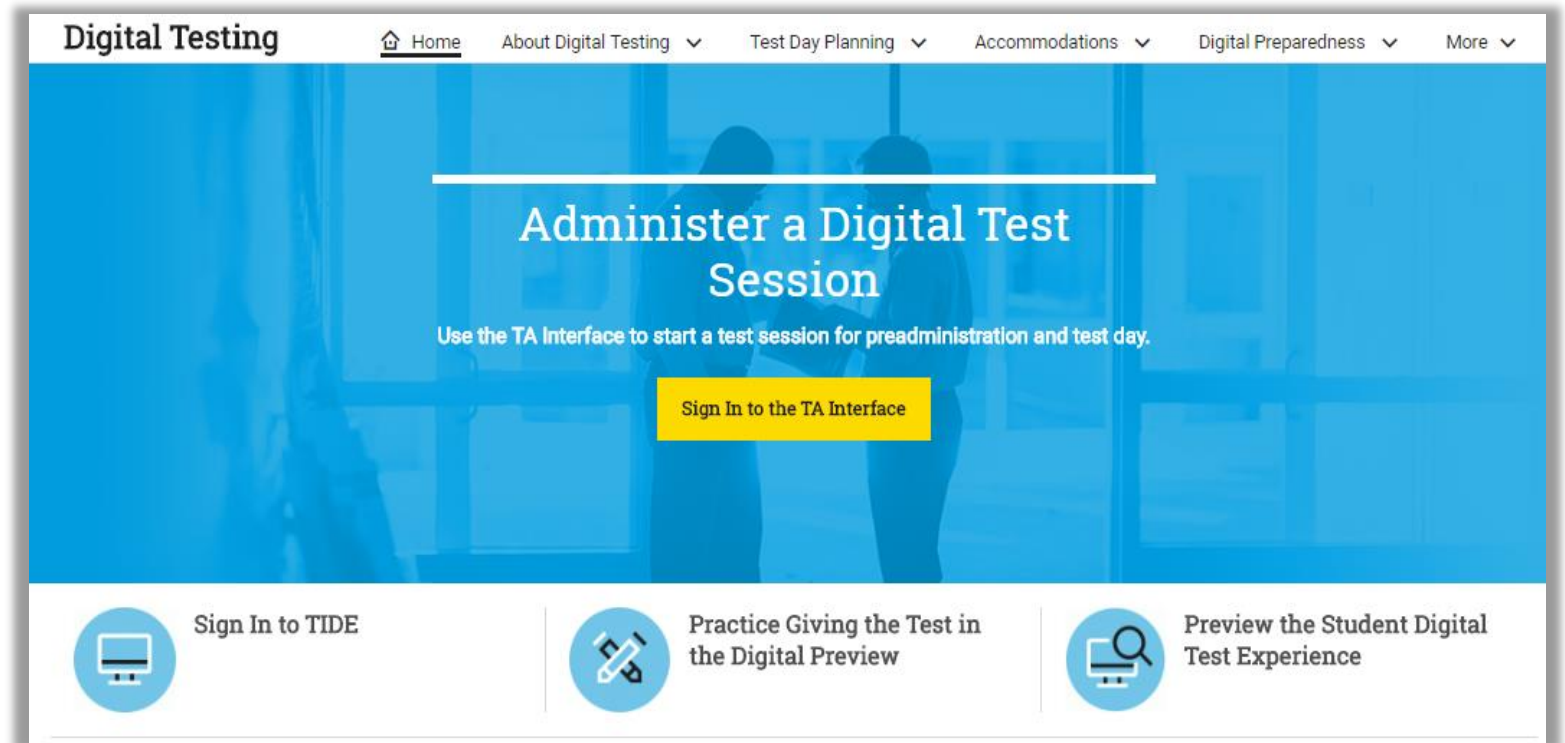 Digital Testing
Home
About Digital Testing
Test Day Planning
Accommodations
Digital Preparedness
More
Administer a Digital Test
Session
Use the TA Interface to start a test session for preadministration and test day.
Sign In to the TA Interface
Sign In to TIDE
Practice Giving the Test in
the Digital Preview
Preview the Student Digital
Test Experience